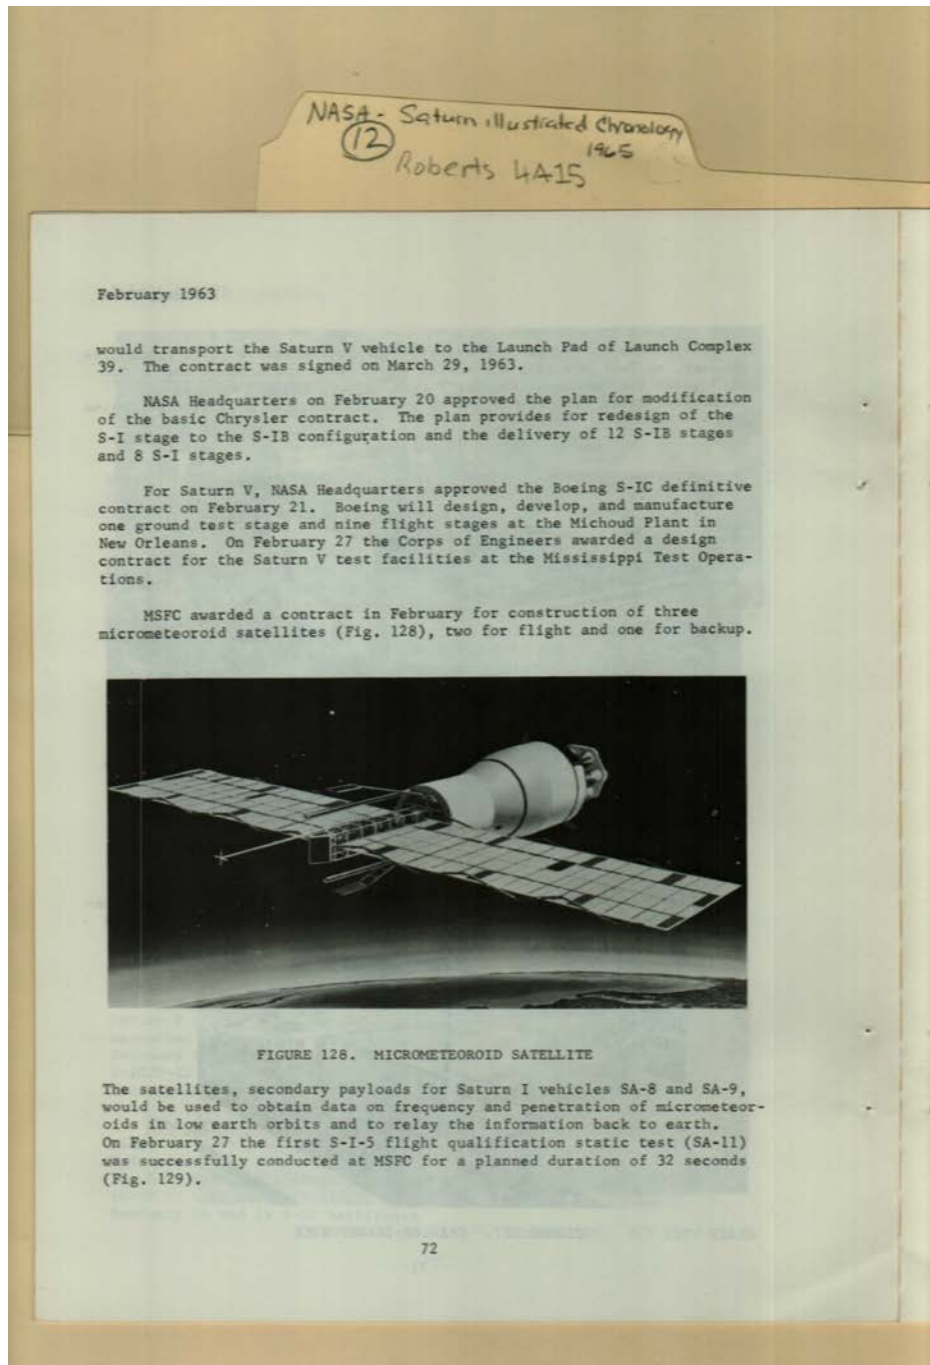 NASA - Saturn illustrated Chronology
12
1965
Roberts 4A15
February 1963
would transport the Saturn V vehicle to the Launch Pad of Launch Complex
39. The contract was signed on March 29, 1963.
NASA Headquarters on February 20 approved the plan for modification
of the basic Chrysler contract. The plan provides for redesign of the
S-I stage to the S-IB configuration and the delivery of 12 S-IB stages
and 8 S-I stages.
For Saturn V, NASA Headquarters approved the Boeing S-IC definitive
contract on February 21. Boeing will design, develop, and manufacture
one ground test stage and nine flight stages at the Michoud Plant in
New Orleans. On February 27 the Corps of Engineers awarded a design
contract for the Saturn V test facilities at the Mississippi Test Opera-
tions.
MSFC awarded a contract in February for construction of three
micrometeoroid satellites (Fig. 128), two for flight and one for backup.
FIGURE 128. MICROMETEOROID SATELLITE
The satellites, secondary payloads for Saturn I vehicles SA-8 and SA-9,
would be used to obtain data on frequency and penetration of micrometeor-
oids in low earth orbits and to relay the information back to earth.
On February 27 the first S-I-5 flight qualification static test (SA-11)
was successfully conducted at MSFC for a planned duration of 32 seconds
(Fig. 129).
72